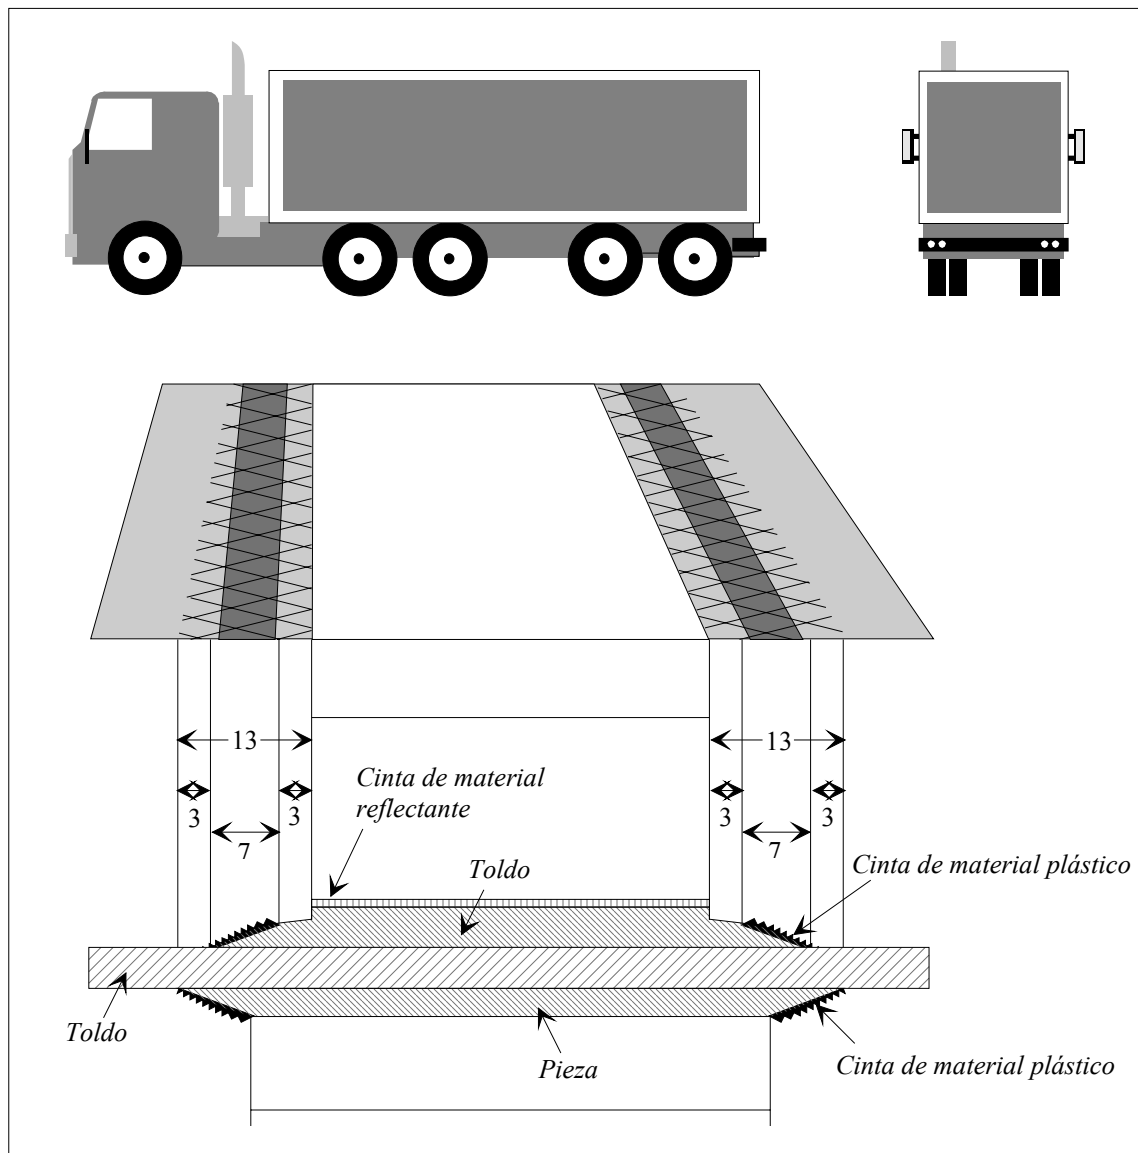 13
13
3
3
3
3
7
7
Cinta de material
reflectante
Toldo
Cinta de material plástico
Toldo
Pieza
Cinta de material plástico